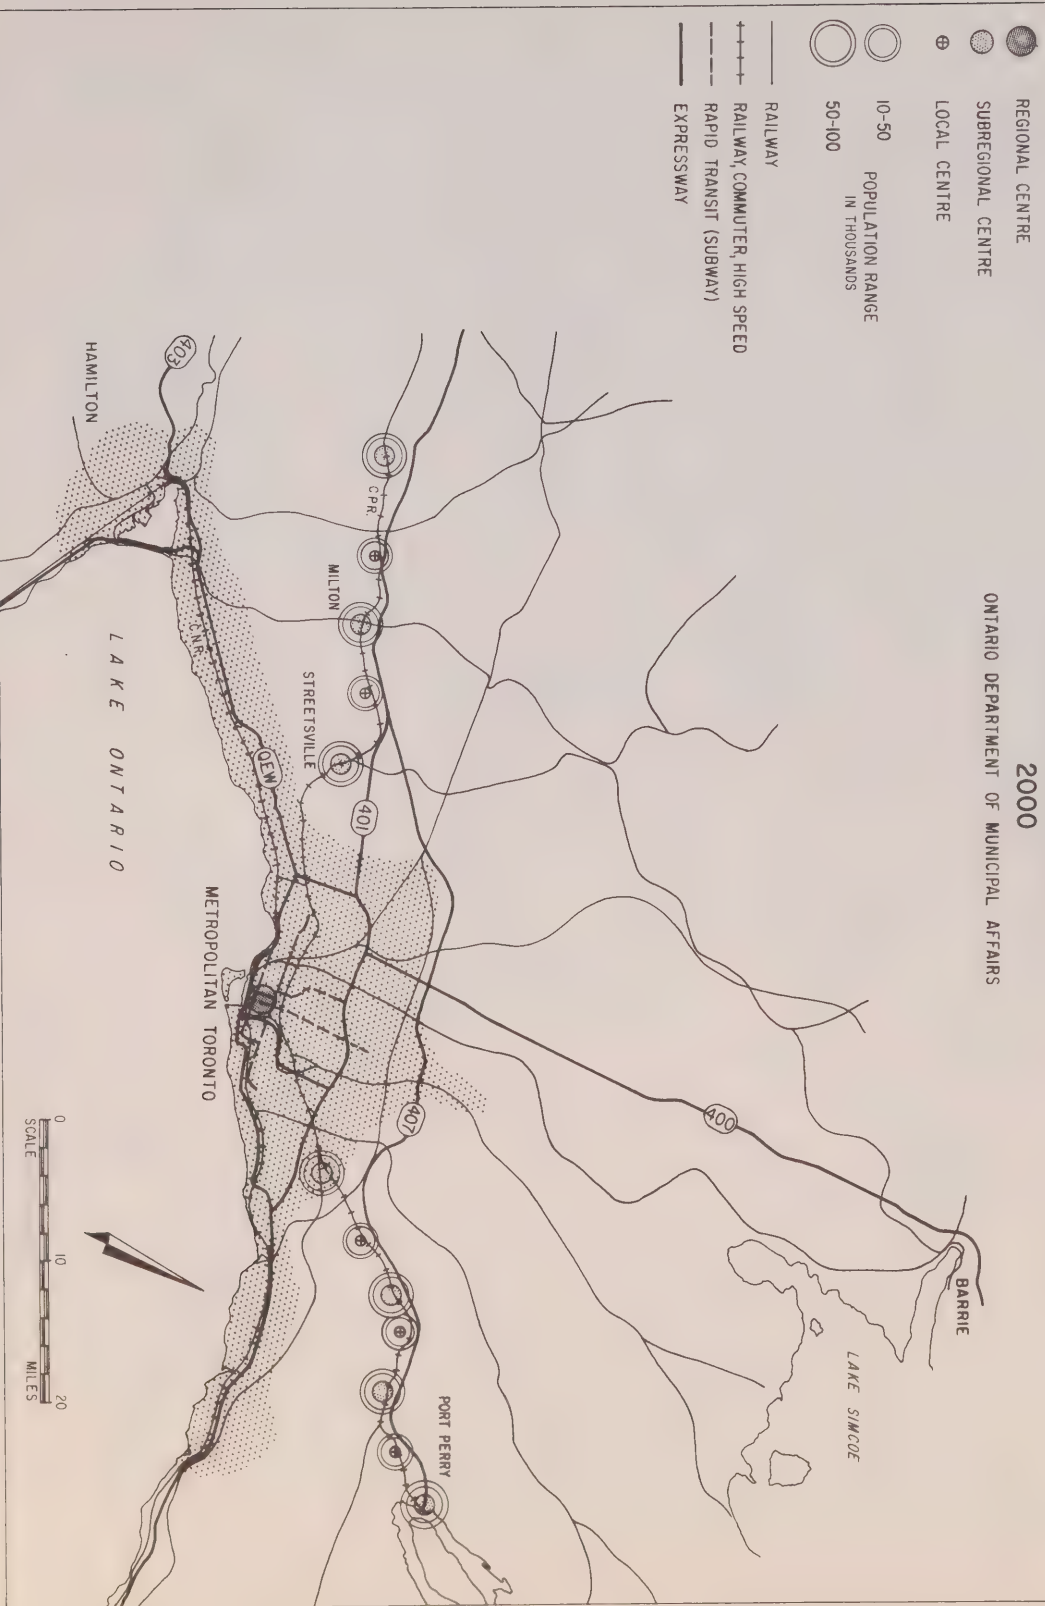 2000
ONTARIO DEPARTMENT OF MUNICIPAL AFFAIRS
REGIONAL CENTRE
SUBREGIONAL CENTRE
LOCAL CENTRE
10-50
50-100
POPULATION RANGE
IN THOUSANDS
RAILWAY
RAILWAY, COMMUTER, HIGH SPEED
RAPID TRANSIT (SUBWAY)
EXPRESSWAY
BARRIE
LAKE SIMCOE
400
PORT PERRY
407
C.P.R.
MILTON
STREETSVILLE
401
403
HAMILTON
C.N.R.
QEW
METROPOLITAN TORONTO
LAKE ONTARIO
0 10 20
SCALE MILES